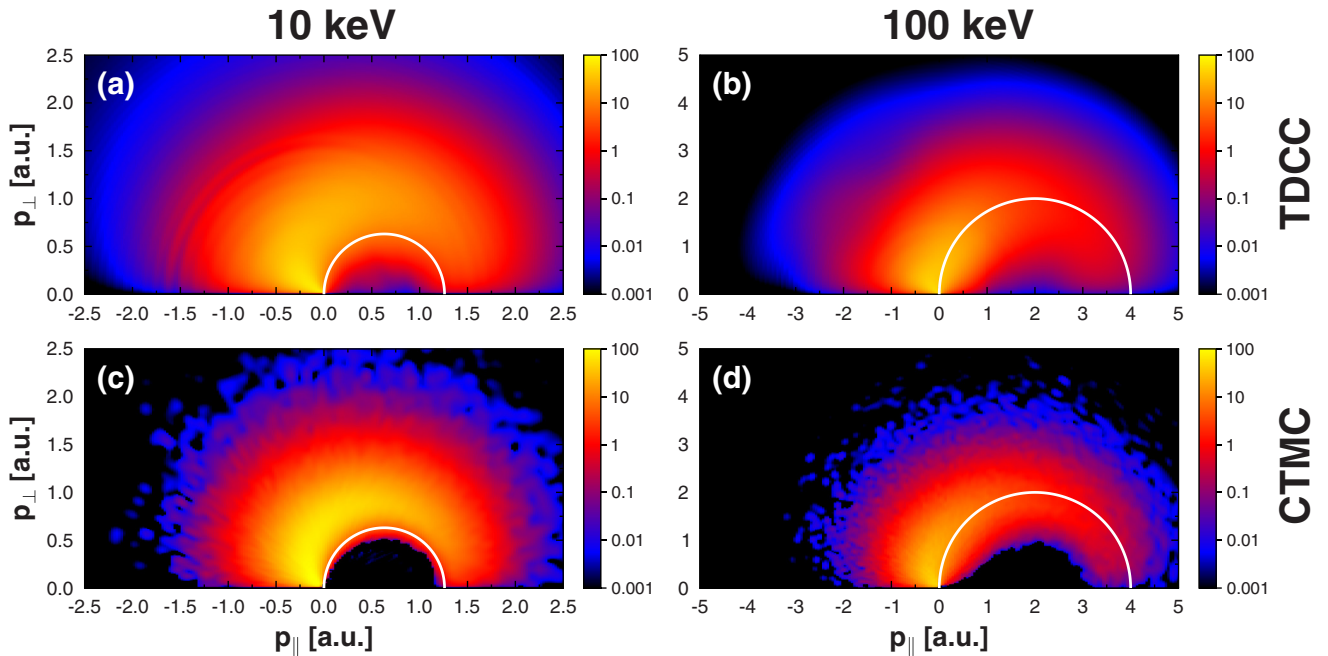 10 keV 100 keV
(a) (b)
p⊥ [a.u.]
2.5 2.0 1.5 1.0 0.5 0.0
-2.5 -2.0 -1.5 -1.0 -0.5 0.0 0.5 1.0 1.5 2.0 2.5
100 10 1 0.1 0.01 0.001
5 4 3 2 1 0
-5 -4 -3 -2 -1 0 1 2 3 4 5
100 10 1 0.1 0.01 0.001
TDCC
(c) (d)
p⊥ [a.u.]
2.5 2.0 1.5 1.0 0.5 0.0
-2.5 -2.0 -1.5 -1.0 -0.5 0.0 0.5 1.0 1.5 2.0 2.5
100 10 1 0.1 0.01 0.001
5 4 3 2 1 0
-5 -4 -3 -2 -1 0 1 2 3 4 5
100 10 1 0.1 0.01 0.001
CTMC
p∥ [a.u.] p∥ [a.u.]